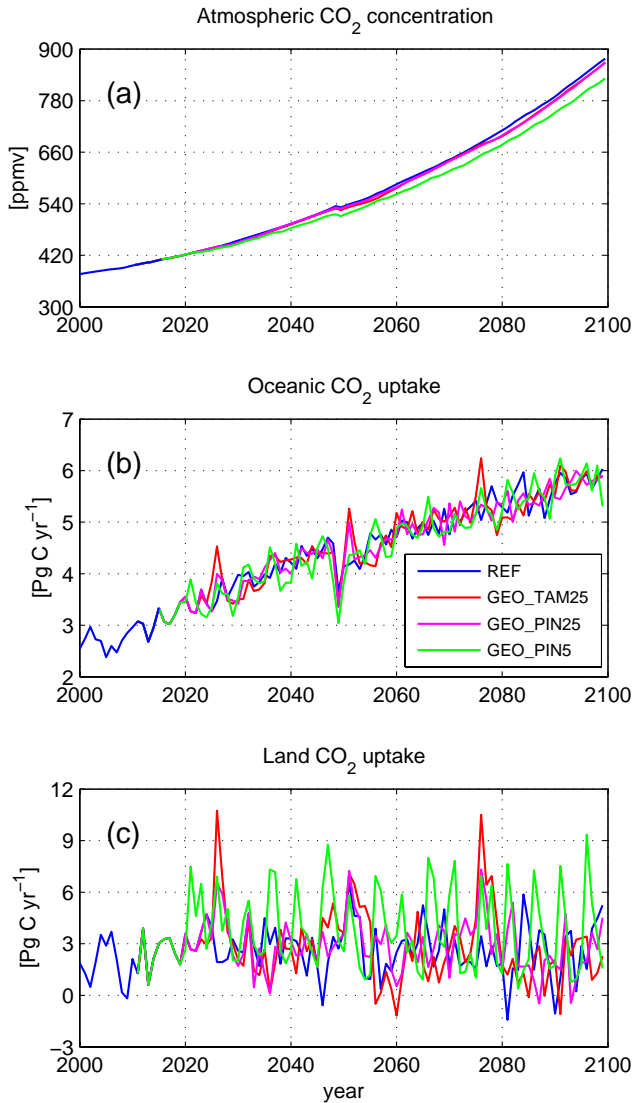 Atmospheric CO₂ concentration
900
780
660
540
420
300
[ppmv]
(a)
2000 2020 2040 2060 2080 2100
Oceanic CO₂ uptake
7
6
5
4
3
2
[Pg C yr⁻¹]
(b)
REF
GEO_TAM25
GEO_PIN25
GEO_PIN5
2000 2020 2040 2060 2080 2100
Land CO₂ uptake
12
9
6
3
0
−3
[Pg C yr⁻¹]
(c)
2000 2020 2040 2060 2080 2100
year